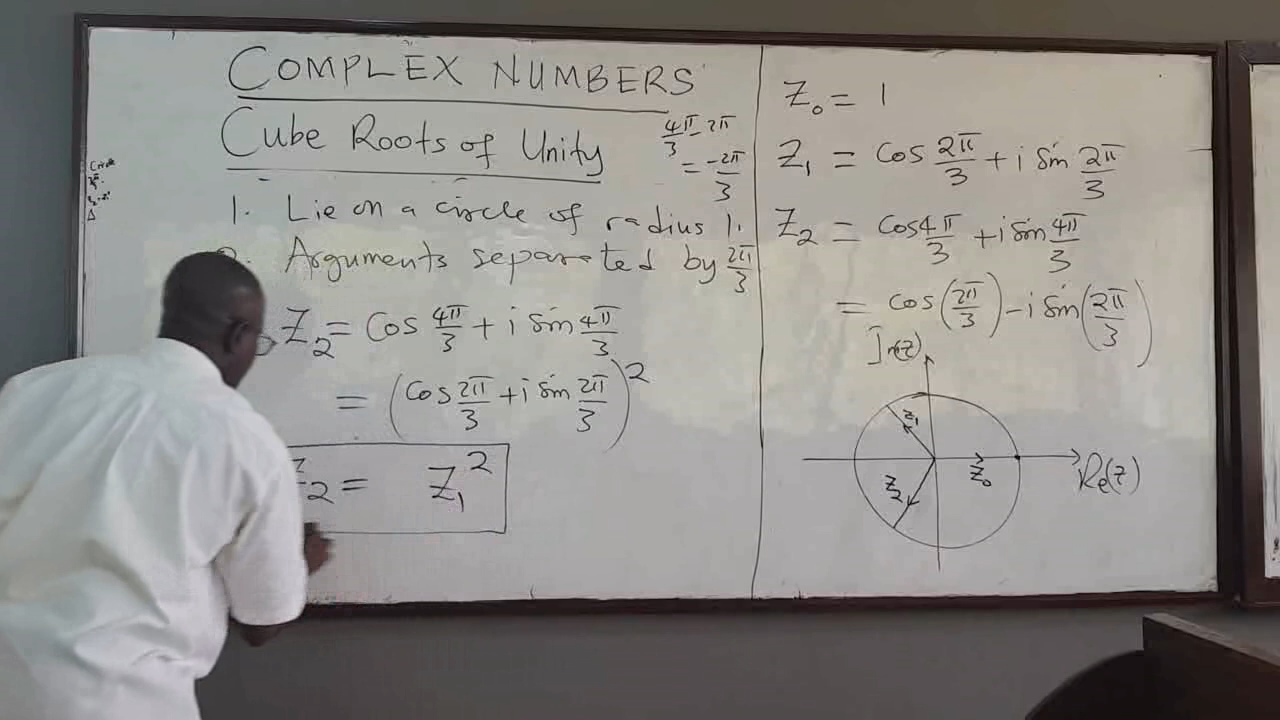 COMPLEX NUMBERS
Cube Roots of Unity
4π/3 - 2π
= -2π/3
1. Lie on a circle of radius 1.
2. Arguments separated by 2π/3
Z₂ = Cos 4π/3 + i sin 4π/3
= (Cos 2π/3 + i sin 2π/3)²
Z₂ = Z₁²
Z₀ = 1
Z₁ = Cos 2π/3 + i sin 2π/3
Z₂ = Cos 4π/3 + i sin 4π/3
= Cos (2π/3) - i sin (2π/3)
Im(z)
Z₁
Z₀
Re(z)
Z₂
Circle